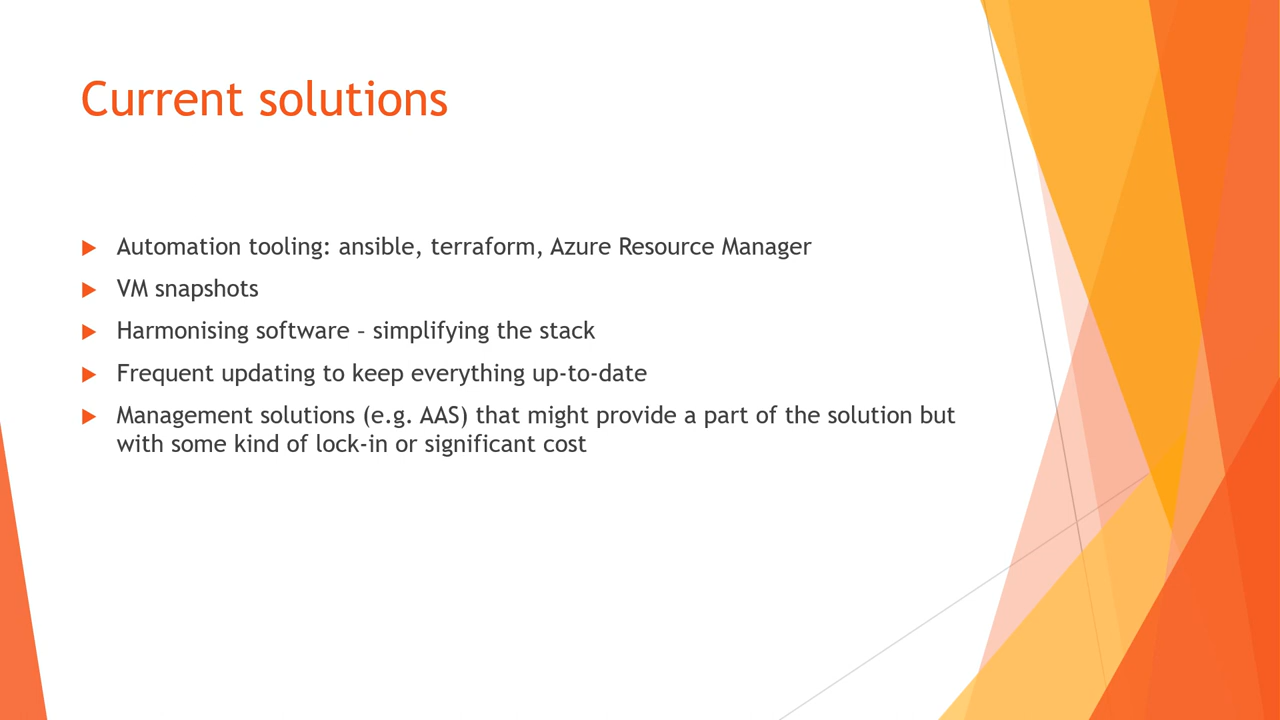 Current solutions
Automation tooling: ansible, terraform, Azure Resource Manager
VM snapshots
Harmonising software – simplifying the stack
Frequent updating to keep everything up-to-date
Management solutions (e.g. AAS) that might provide a part of the solution but
with some kind of lock-in or significant cost